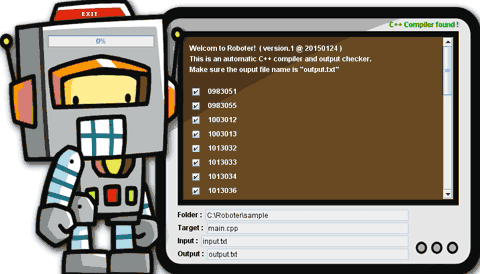 EXIT
0%
C++ Compiler found !
Welcom to Roboter! ( version.1 @ 20150124 )
This is an automatic C++ compiler and output checker.
Make sure the ouput file name is "output.txt"
0983051
0983055
1003012
1003013
1013032
1013033
1013034
1013036
Folder : C:\Roboter\sample
Target : main.cpp
Input : input.txt
Output : output.txt